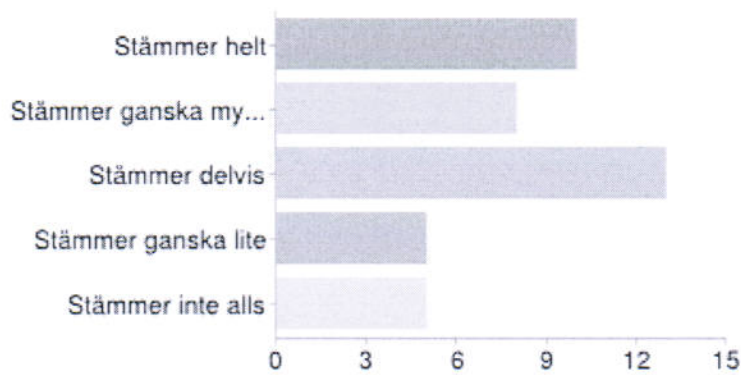 Stämmer helt
Stämmer ganska my...
Stämmer delvis
Stämmer ganska lite
Stämmer inte alls
0 3 6 9 12 15